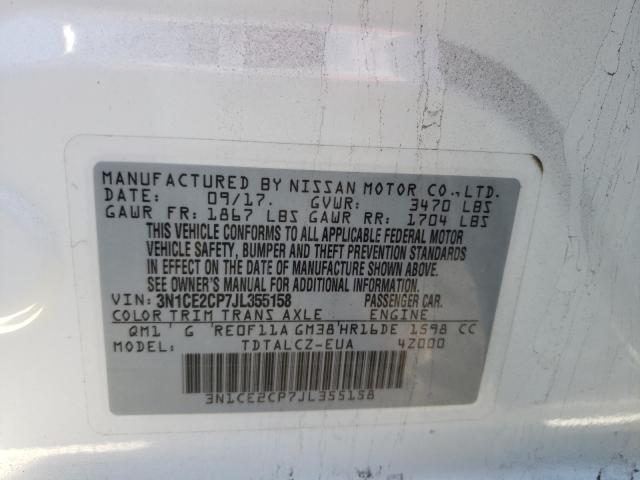 MANUFACTURED BY NISSAN MOTOR CO.,LTD.
DATE: 09/17. GVWR: 3470 LBS
GAWR FR: 1867 LBS GAWR RR: 1704 LBS
THIS VEHICLE CONFORMS TO ALL APPLICABLE FEDERAL MOTOR
VEHICLE SAFETY, BUMPER AND THEFT PREVENTION STANDARDS
IN EFFECT ON THE DATE OF MANUFACTURE SHOWN ABOVE.
SEE OWNER'S MANUAL FOR ADDITIONAL INFORMATION.
VIN: 3N1CE2CP7JL355158 PASSENGER CAR.
COLOR TRIM TRANS AXLE ENGINE
QM1 ' G 'RE0F11A GM38'HR16DE 1598 CC
MODEL: TDTALCZ-EUA 4Z000
3N1CE2CP7JL355158